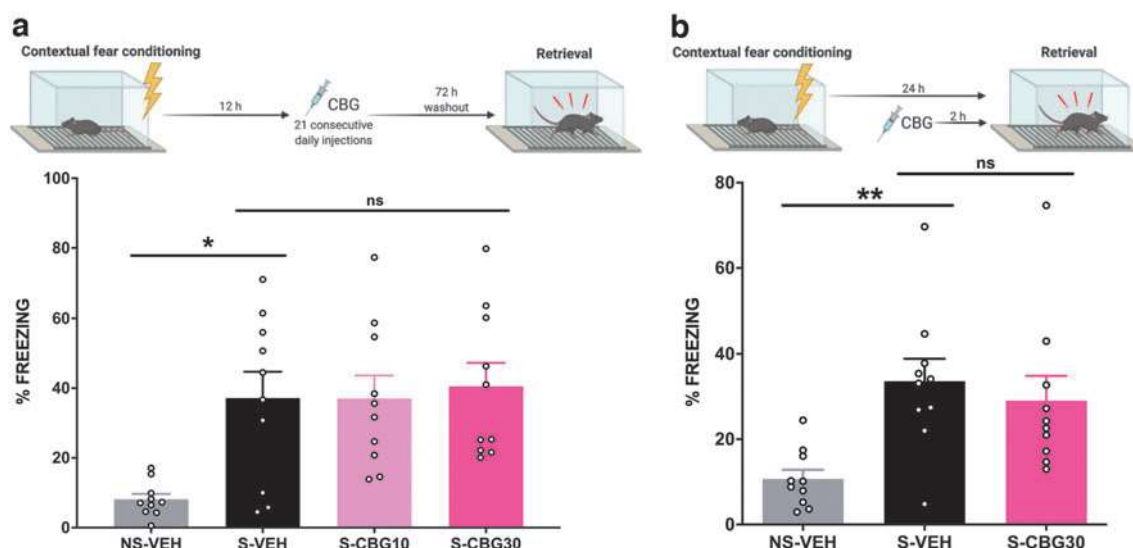 a
Contextual fear conditioning
Retrieval
12 h
CBG
21 consecutive
daily injections
72 h
washout
% FREEZING
100
80
60
40
20
0
*
ns
NS-VEH
S-VEH
S-CBG10
S-CBG30
b
Contextual fear conditioning
Retrieval
24 h
CBG
2 h
% FREEZING
80
60
40
20
0
**
ns
NS-VEH
S-VEH
S-CBG30